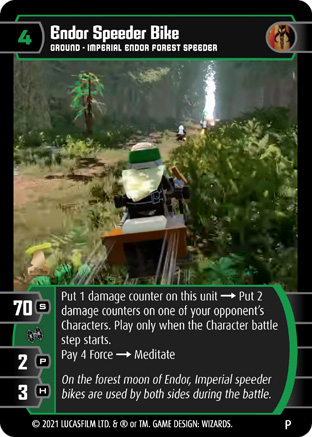 4
Endor Speeder Bike
GROUND - IMPERIAL ENDOR FOREST SPEEDER
70 S
Put 1 damage counter on this unit → Put 2
damage counters on one of your opponent's
Characters. Play only when the Character battle
step starts.
2 P
Pay 4 Force → Meditate
3 H
On the forest moon of Endor, Imperial speeder
bikes are used by both sides during the battle.
© 2021 LUCASFILM LTD. & ® or TM. GAME DESIGN: WIZARDS.
P